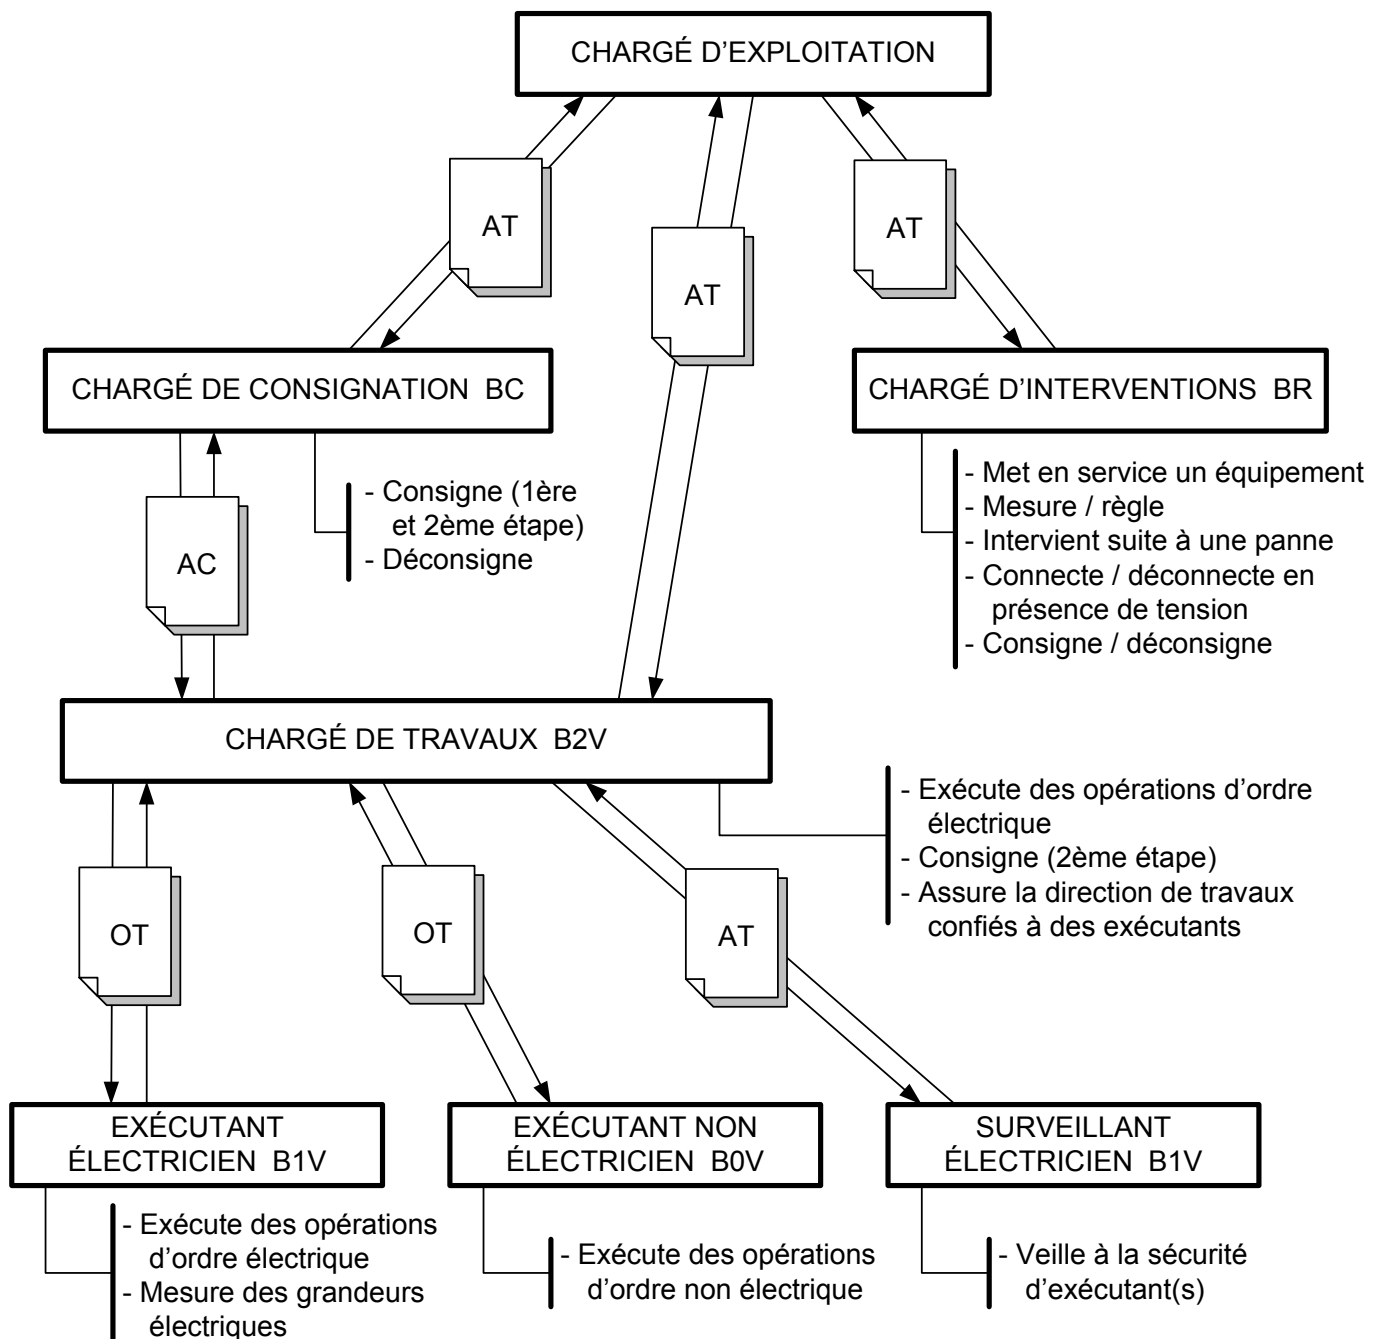 CHARGÉ D'EXPLOITATION
AT
AT
AT
CHARGÉ DE CONSIGNATION BC
CHARGÉ D'INTERVENTIONS BR
- Consigne (1ère
et 2ème étape)
- Déconsigne
- Met en service un équipement
- Mesure / règle
- Intervient suite à une panne
- Connecte / déconnecte en
présence de tension
- Consigne / déconsigne
AC
CHARGÉ DE TRAVAUX B2V
- Exécute des opérations d'ordre
électrique
- Consigne (2ème étape)
- Assure la direction de travaux
confiés à des exécutants
OT
OT
AT
EXÉCUTANT
ÉLECTRICIEN B1V
EXÉCUTANT NON
ÉLECTRICIEN B0V
SURVEILLANT
ÉLECTRICIEN B1V
- Exécute des opérations
d'ordre électrique
- Mesure des grandeurs
électriques
- Exécute des opérations
d'ordre non électrique
- Veille à la sécurité
d'exécutant(s)